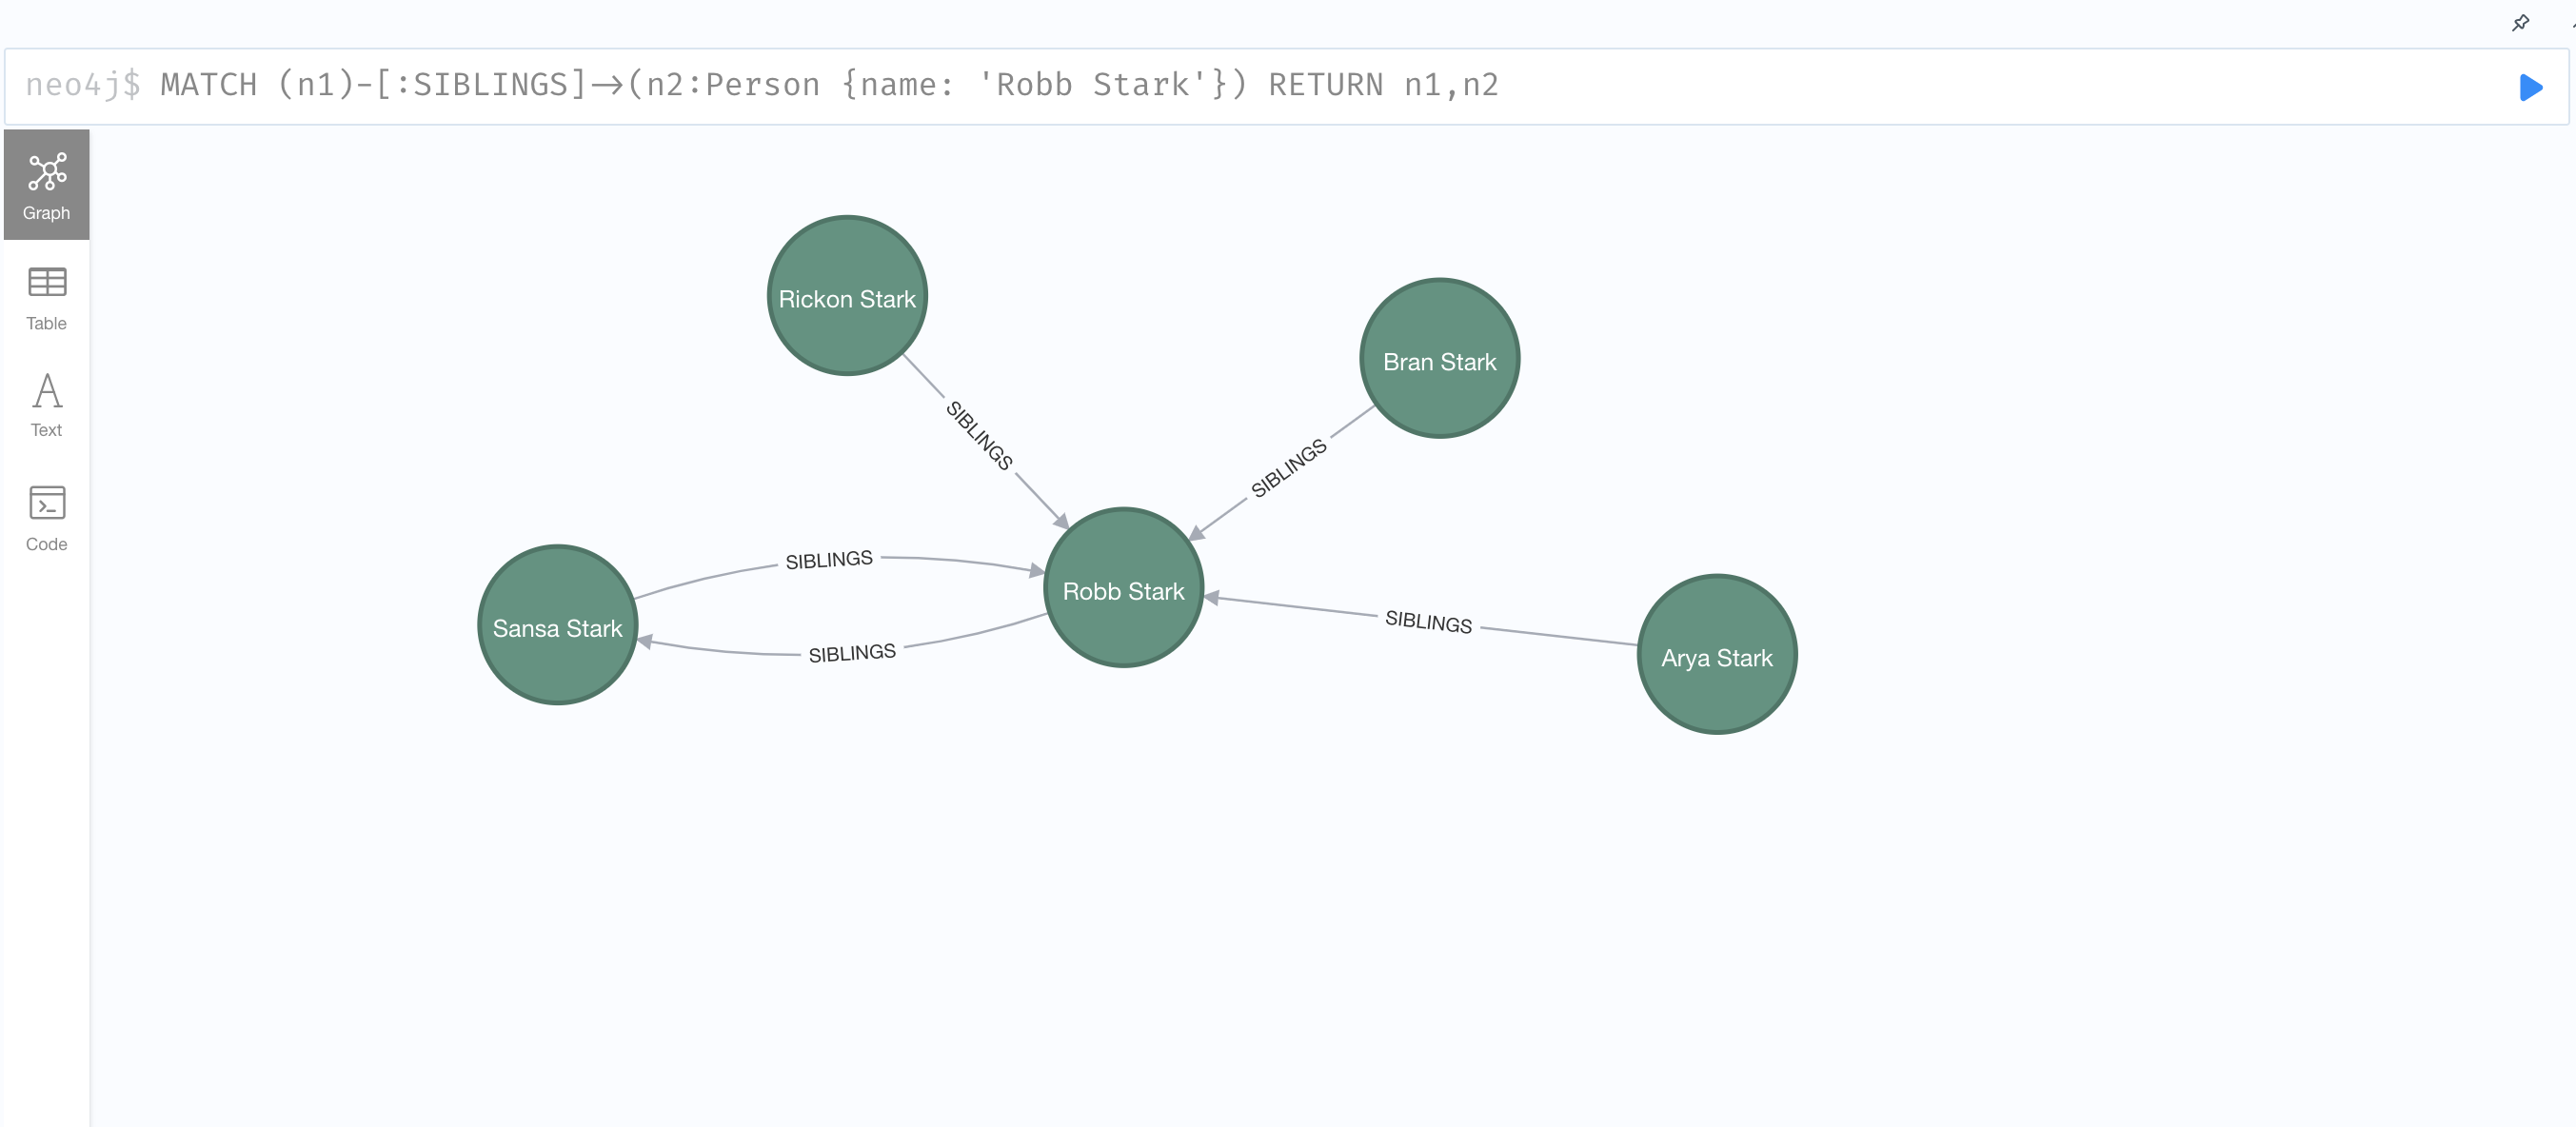 neo4j$ MATCH (n1)-[:SIBLINGS]->(n2:Person {name: 'Robb Stark'}) RETURN n1,n2
Graph
Table
Text
Code
Rickon Stark
Bran Stark
SIBLINGS
SIBLINGS
SIBLINGS
Robb Stark
Sansa Stark
SIBLINGS
SIBLINGS
Arya Stark